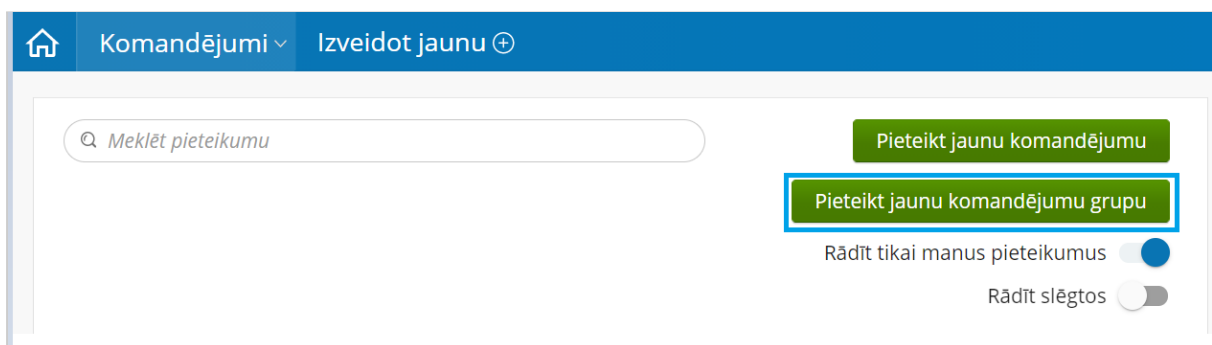 Komandējumi Izveidot jaunu
Meklēt pieteikumu
Pieteikt jaunu komandējumu
Pieteikt jaunu komandējumu grupu
Rādīt tikai manus pieteikumus
Rādīt slēgtos